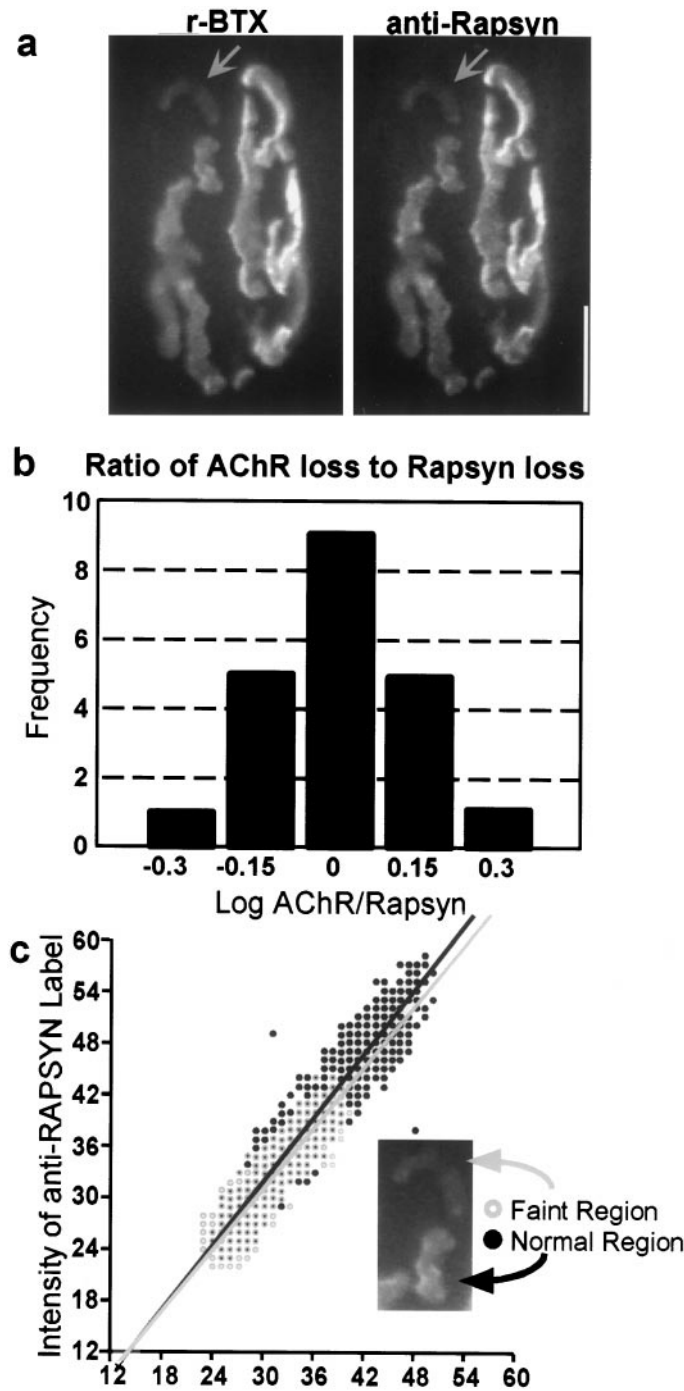 r-BTX anti-Rapsyn
a
b Ratio of AChR loss to Rapsyn loss
Frequency
10
8
6
4
2
0
-0.3 -0.15 0 0.15 0.3
Log AChR/Rapsyn
c
Intensity of anti-RAPSYN Label
60
54
48
42
36
30
24
18
12
Faint Region
Normal Region
12 18 24 30 36 42 48 54 60